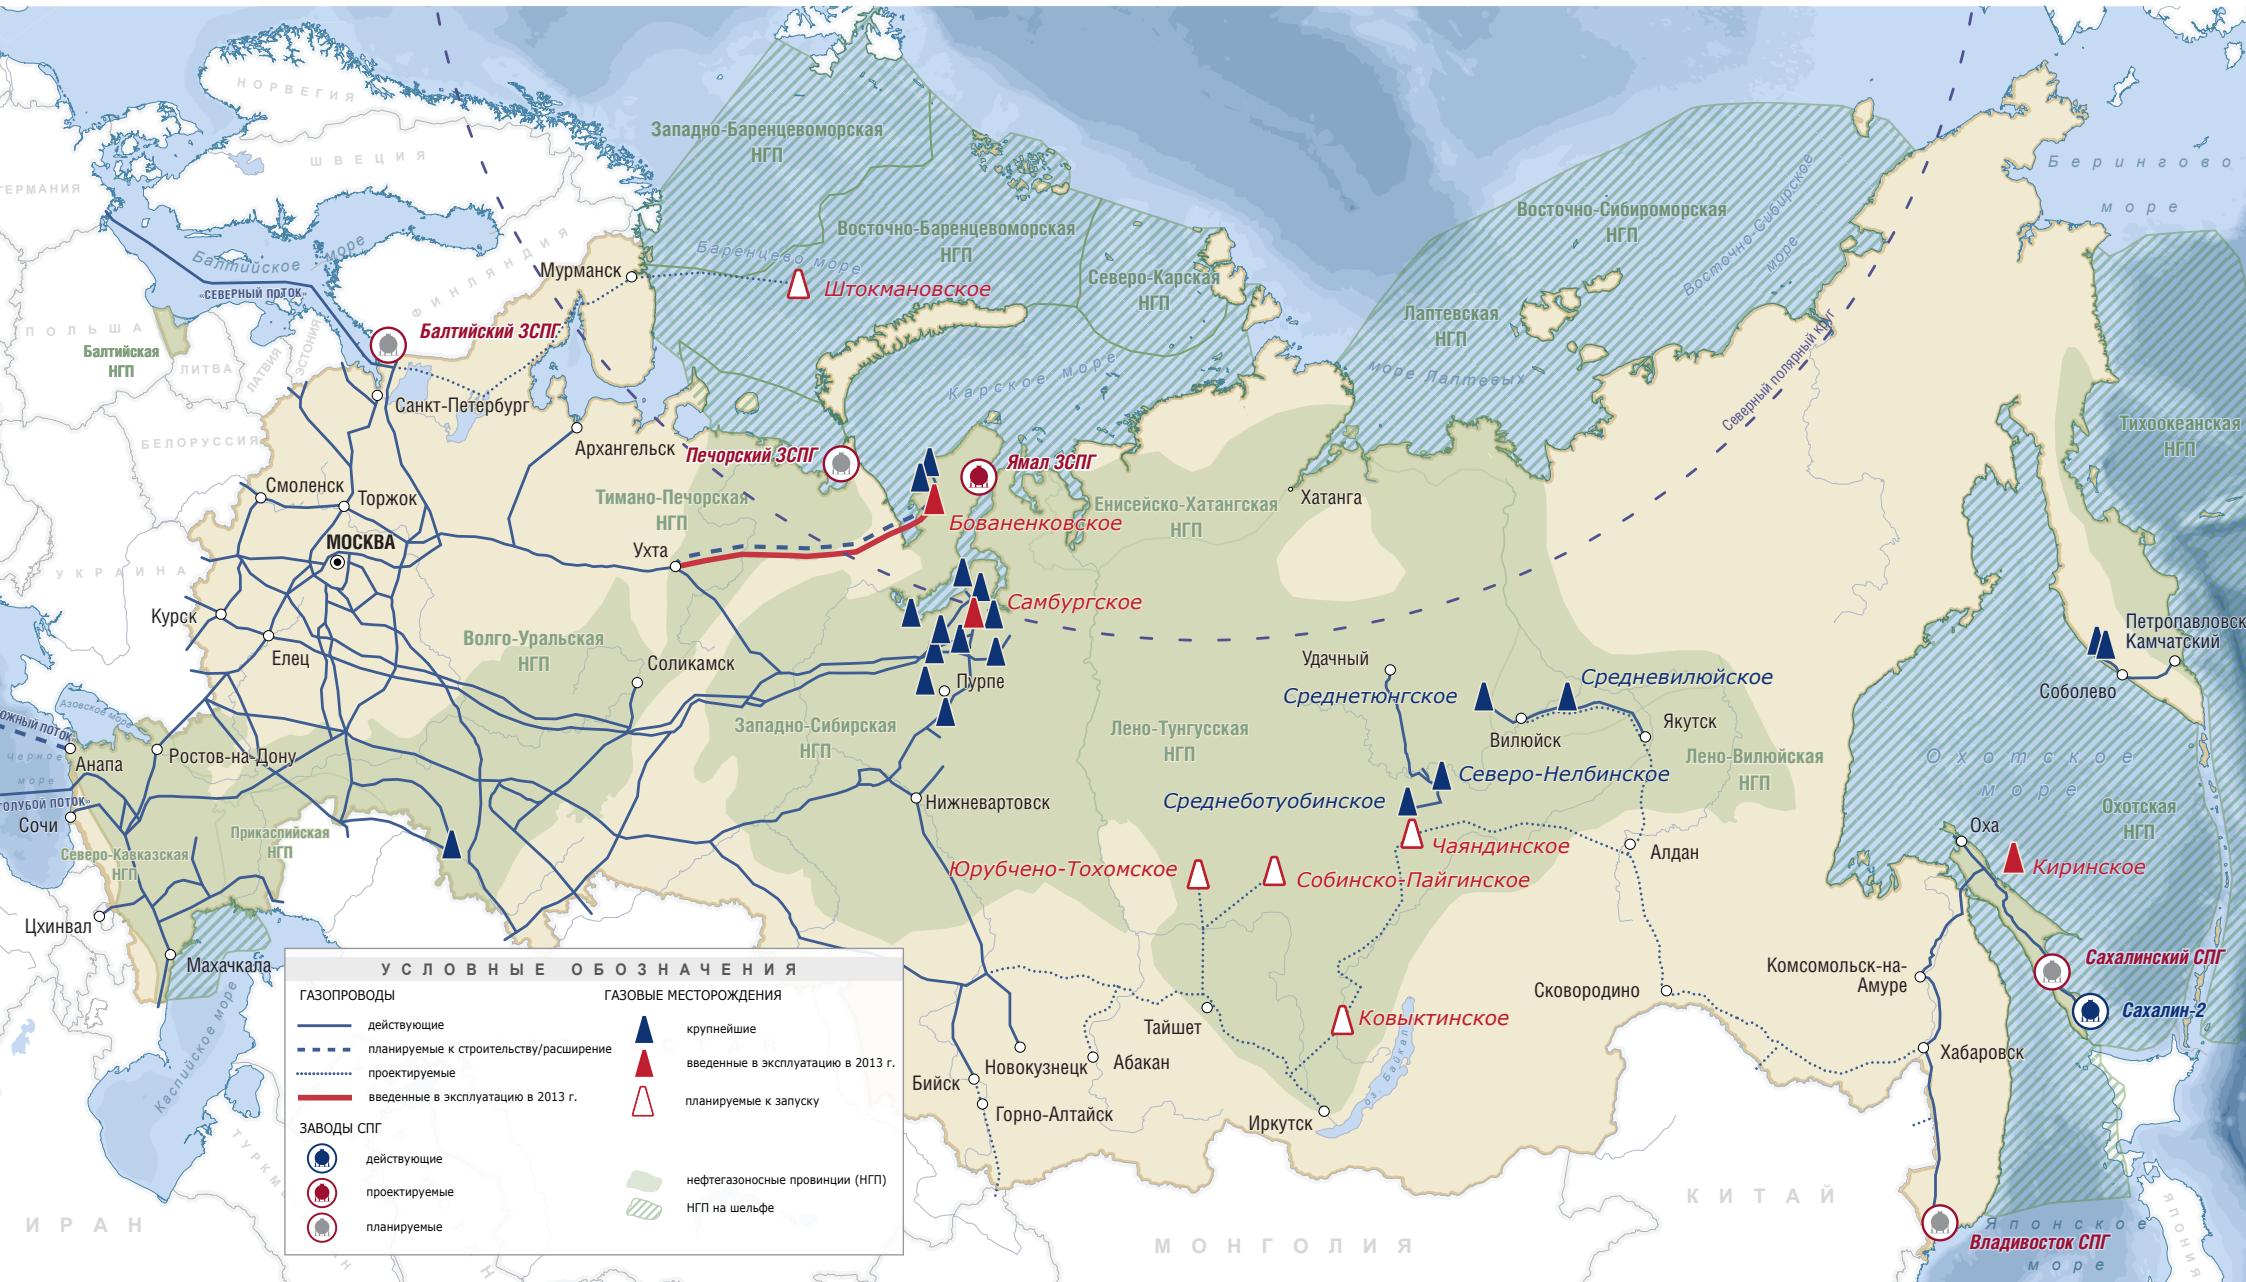 НОРВЕГИЯ
ШВЕЦИЯ
ФИНЛЯНДИЯ
ГЕРМАНИЯ
ПОЛЬША
ЛИТВА
ЛАТВИЯ
ЭСТОНИЯ
БЕЛОРУССИЯ
УКРАИНА
Балтийское море
«СЕВЕРНЫЙ ПОТОК»
Балтийская
НГП
Балтийский ЗСПГ
Мурманск
Западно-Баренцевоморская
НГП
Баренцево море
Штокмановское
Восточно-Баренцевоморская
НГП
Северо-Карская
НГП
Карское море
Лаптевская
НГП
море Лаптевых
Восточно-Сибироморская
НГП
Восточно-Сибирское
море
Северный полярный круг
Берингово
море
Тихоокеанская
НГП
Санкт-Петербург
Архангельск
Печорский ЗСПГ
Ямал ЗСПГ
Бованенковское
Тимано-Печорская
НГП
Енисейско-Хатангская
НГП
Хатанга
Смоленск
Торжок
МОСКВА
Ухта
Курск
Елец
Самбургское
Волго-Уральская
НГП
Соликамск
Пурпе
Западно-Сибирская
НГП
Лено-Тунгусская
НГП
Удачный
Среднетюнгское
Средневилюйское
Вилюйск
Якутск
Лено-Вилюйская
НГП
Северо-Нелбинское
Среднеботуобинское
Чаяндинское
Алдан
Петропавловск
Камчатский
Соболево
Охотское
море
Охотская
НГП
Оха
Киринское
Азовское море
ЮЖНЫЙ ПОТОК»
Анапа
Черное
море
Ростов-на-Дону
ГОЛУБОЙ ПОТОК»
Сочи
Северо-Кавказская
НГП
Прикаспийская
НГП
Цхинвал
Махачкала
Каспийское море
ИРАН
Нижневартовск
Юрубчено-Тохомское
Собинско-Пайгинское
Ковыктинское
Тайшет
Абакан
Новокузнецк
Бийск
Горно-Алтайск
Иркутск
оз. Байкал
Сковородино
Комсомольск-на-
Амуре
Хабаровск
Сахалинский СПГ
Сахалин-2
Владивосток СПГ
Японское
море
ЯПОНИЯ
КИТАЙ
МОНГОЛИЯ
УСЛОВНЫЕ ОБОЗНАЧЕНИЯ
ГАЗОПРОВОДЫ
действующие
планируемые к строительству/расширение
проектируемые
введенные в эксплуатацию в 2013 г.
ЗАВОДЫ СПГ
действующие
проектируемые
планируемые
ГАЗОВЫЕ МЕСТОРОЖДЕНИЯ
крупнейшие
введенные в эксплуатацию в 2013 г.
планируемые к запуску
нефтегазоносные провинции (НГП)
НГП на шельфе